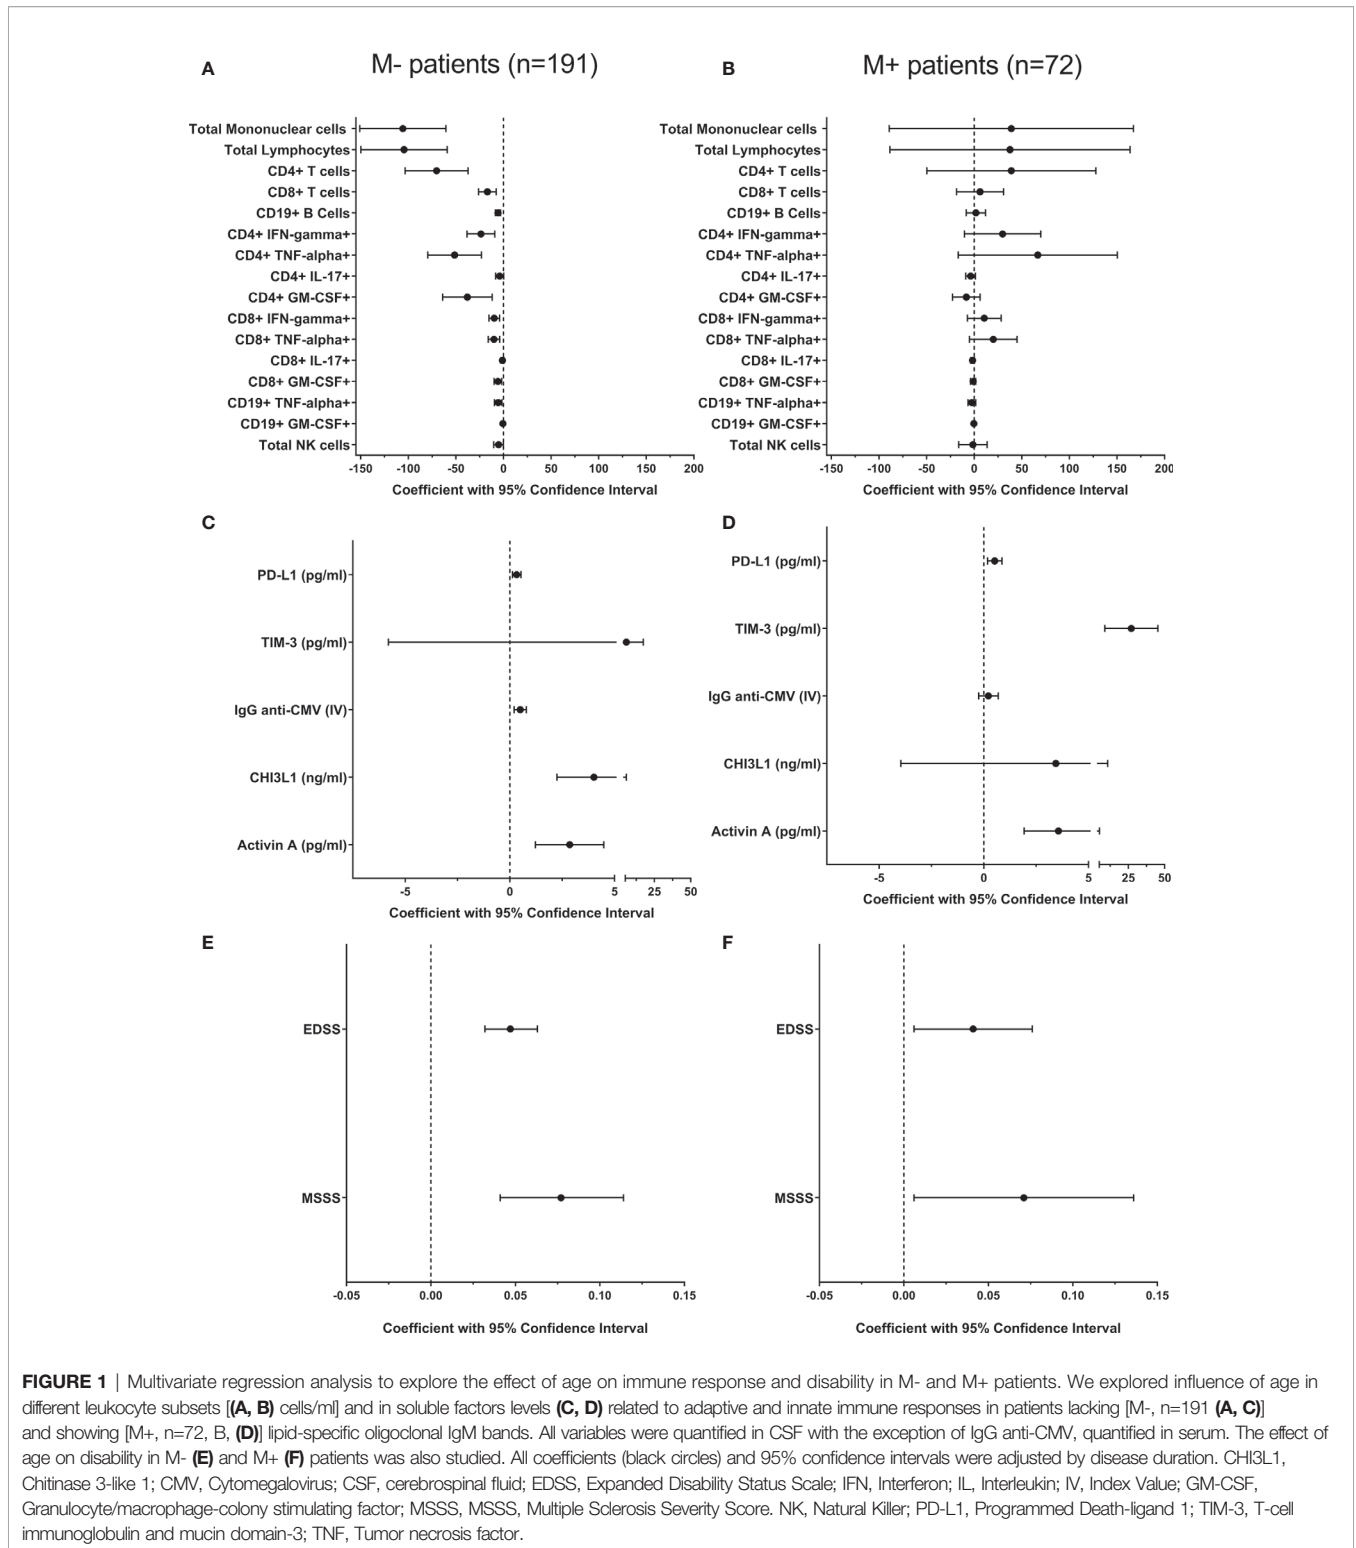 A
M- patients (n=191)
Total Mononuclear cells
Total Lymphocytes
CD4+ T cells
CD8+ T cells
CD19+ B Cells
CD4+ IFN-gamma+
CD4+ TNF-alpha+
CD4+ IL-17+
CD4+ GM-CSF+
CD8+ IFN-gamma+
CD8+ TNF-alpha+
CD8+ IL-17+
CD8+ GM-CSF+
CD19+ TNF-alpha+
CD19+ GM-CSF+
Total NK cells
-150 -100 -50 0 50 100 150 200
Coefficient with 95% Confidence Interval
B
M+ patients (n=72)
Total Mononuclear cells
Total Lymphocytes
CD4+ T cells
CD8+ T cells
CD19+ B Cells
CD4+ IFN-gamma+
CD4+ TNF-alpha+
CD4+ IL-17+
CD4+ GM-CSF+
CD8+ IFN-gamma+
CD8+ TNF-alpha+
CD8+ IL-17+
CD8+ GM-CSF+
CD19+ TNF-alpha+
CD19+ GM-CSF+
Total NK cells
-150 -100 -50 0 50 100 150 200
Coefficient with 95% Confidence Interval
C
PD-L1 (pg/ml)
TIM-3 (pg/ml)
IgG anti-CMV (IV)
CHI3L1 (ng/ml)
Activin A (pg/ml)
-5 0 5 25 50
Coefficient with 95% Confidence Interval
D
PD-L1 (pg/ml)
TIM-3 (pg/ml)
IgG anti-CMV (IV)
CHI3L1 (ng/ml)
Activin A (pg/ml)
-5 0 5 25 50
Coefficient with 95% Confidence Interval
E
EDSS
MSSS
-0.05 0.00 0.05 0.10 0.15
Coefficient with 95% Confidence Interval
F
EDSS
MSSS
-0.05 0.00 0.05 0.10 0.15
Coefficient with 95% Confidence Interval
FIGURE 1 | Multivariate regression analysis to explore the effect of age on immune response and disability in M- and M+ patients. We explored influence of age in
different leukocyte subsets [(A, B) cells/ml] and in soluble factors levels (C, D) related to adaptive and innate immune responses in patients lacking [M-, n=191 (A, C)]
and showing [M+, n=72, B, (D)] lipid-specific oligoclonal IgM bands. All variables were quantified in CSF with the exception of IgG anti-CMV, quantified in serum. The effect of
age on disability in M- (E) and M+ (F) patients was also studied. All coefficients (black circles) and 95% confidence intervals were adjusted by disease duration. CHI3L1,
Chitinase 3-like 1; CMV, Cytomegalovirus; CSF, cerebrospinal fluid; EDSS, Expanded Disability Status Scale; IFN, Interferon; IL, Interleukin; IV, Index Value; GM-CSF,
Granulocyte/macrophage-colony stimulating factor; MSSS, MSSS, Multiple Sclerosis Severity Score. NK, Natural Killer; PD-L1, Programmed Death-ligand 1; TIM-3, T-cell
immunoglobulin and mucin domain-3; TNF, Tumor necrosis factor.